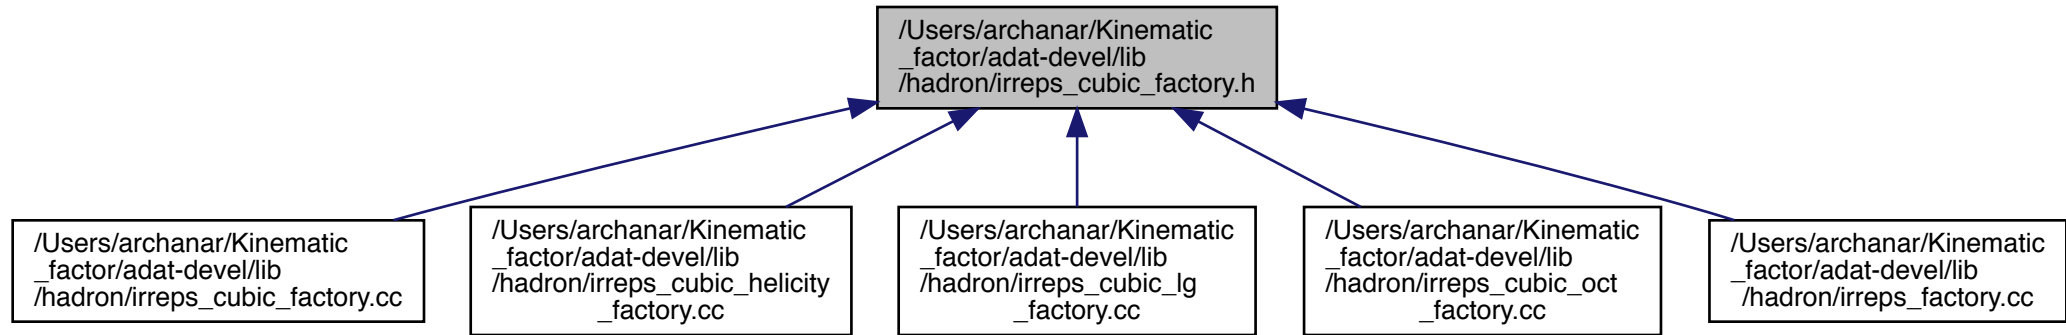 /Users/archanar/Kinematic
_factor/adat-devel/lib
/hadron/irreps_cubic_factory.h
/Users/archanar/Kinematic
_factor/adat-devel/lib
/hadron/irreps_cubic_factory.cc
/Users/archanar/Kinematic
_factor/adat-devel/lib
/hadron/irreps_cubic_helicity
_factory.cc
/Users/archanar/Kinematic
_factor/adat-devel/lib
/hadron/irreps_cubic_lg
_factory.cc
/Users/archanar/Kinematic
_factor/adat-devel/lib
/hadron/irreps_cubic_oct
_factory.cc
/Users/archanar/Kinematic
_factor/adat-devel/lib
/hadron/irreps_factory.cc